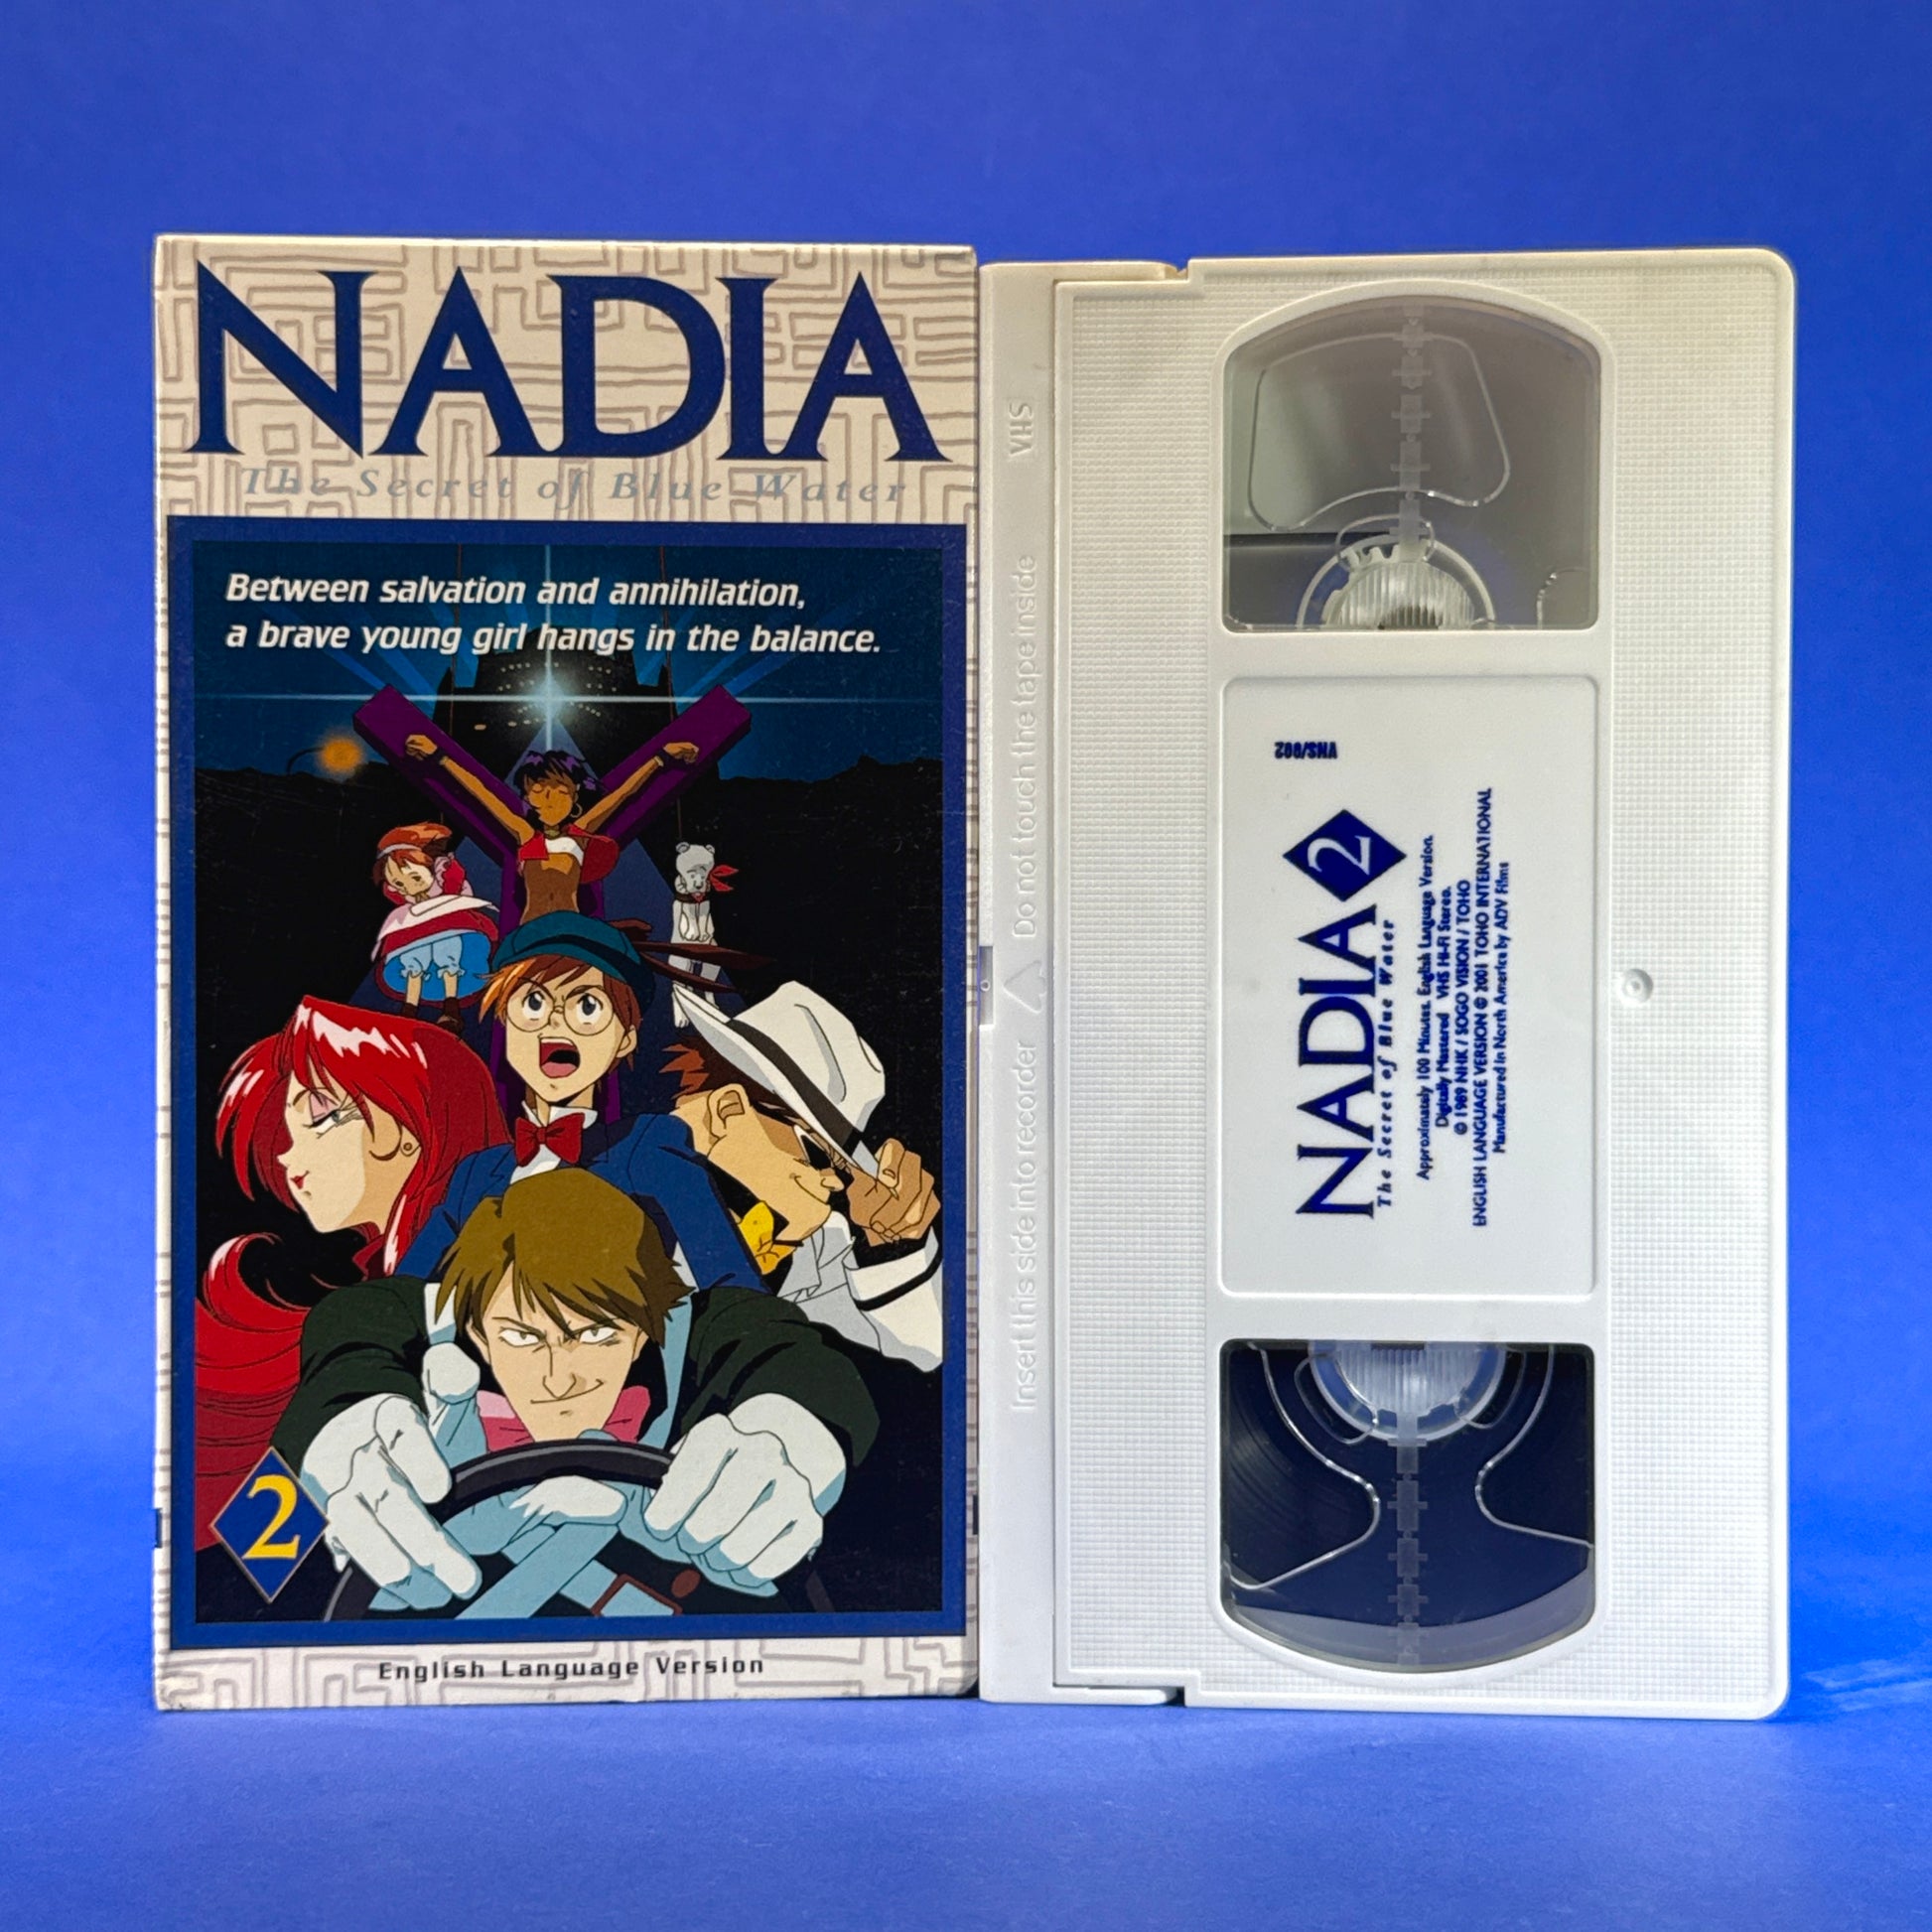 NADIA
The Secret of Blue Water
Between salvation and annihilation,
a brave young girl hangs in the balance.
2
English Language Version
VHS
Do not touch the tape inside
Insert this side into recorder
VHS/002
NADIA 2
The Secret of Blue Water
Approximately 100 Minutes. English Language Version.
Digitally Mastered VHS Hi-Fi Stereo.
© 1989 NHK / SOGO VISION / TOHO
ENGLISH LANGUAGE VERSION © 2001 TOHO INTERNATIONAL
Manufactured in North America by ADV Films